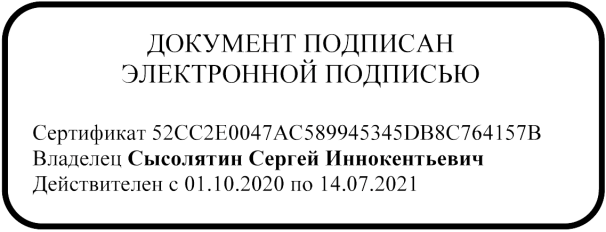 ДОКУМЕНТ ПОДПИСАН
ЭЛЕКТРОННОЙ ПОДПИСЬЮ
Сертификат 52CC2E0047AC589945345DB8C764157B
Владелец Сысолятин Сергей Иннокентьевич
Действителен с 01.10.2020 по 14.07.2021